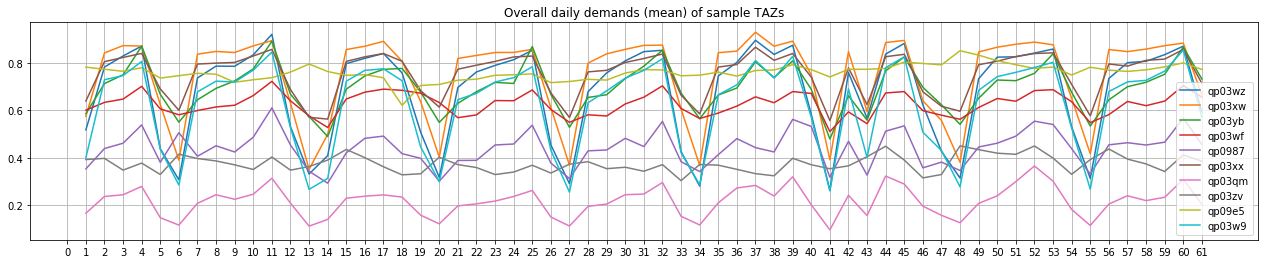 Overall daily demands (mean) of sample TAZs
0.8
0.6
0.4
0.2
0 1 2 3 4 5 6 7 8 9 10 11 12 13 14 15 16 17 18 19 20 21 22 23 24 25 26 27 28 29 30 31 32 33 34 35 36 37 38 39 40 41 42 43 44 45 46 47 48 49 50 51 52 53 54 55 56 57 58 59 60 61
qp03wz
qp03xw
qp03yb
qp03wf
qp0987
qp03xx
qp03qm
qp03zv
qp09e5
qp03w9